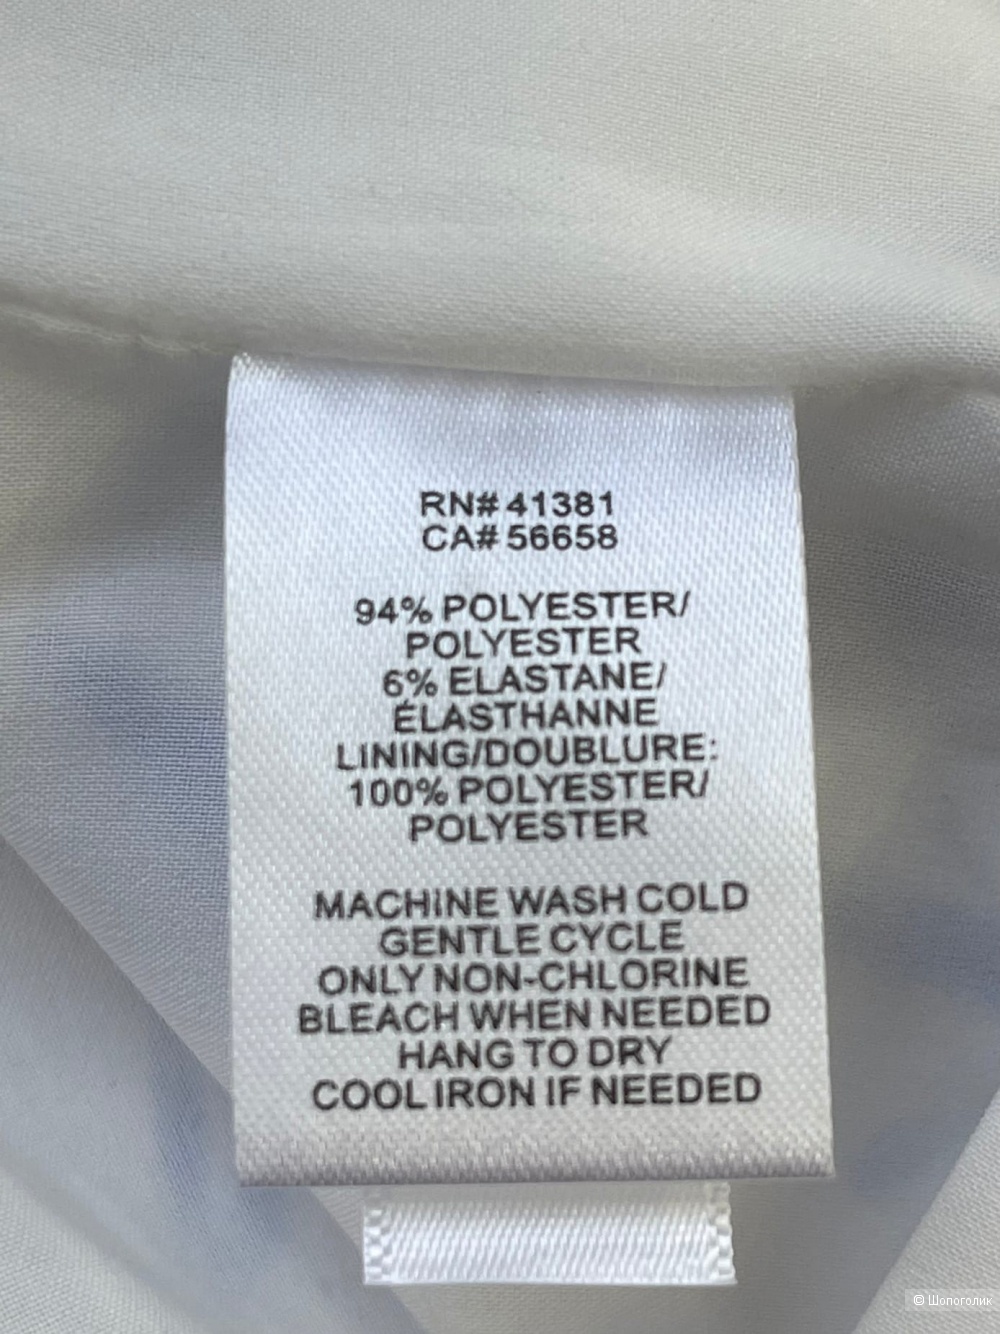 RN# 41381
CA# 56658
94% POLYESTER/
POLYESTER
6% ELASTANE/
ÉLASTHANNE
LINING/DOUBLURE:
100% POLYESTER/
POLYESTER
MACHINE WASH COLD
GENTLE CYCLE
ONLY NON-CHLORINE
BLEACH WHEN NEEDED
HANG TO DRY
COOL IRON IF NEEDED
© Шопоголик